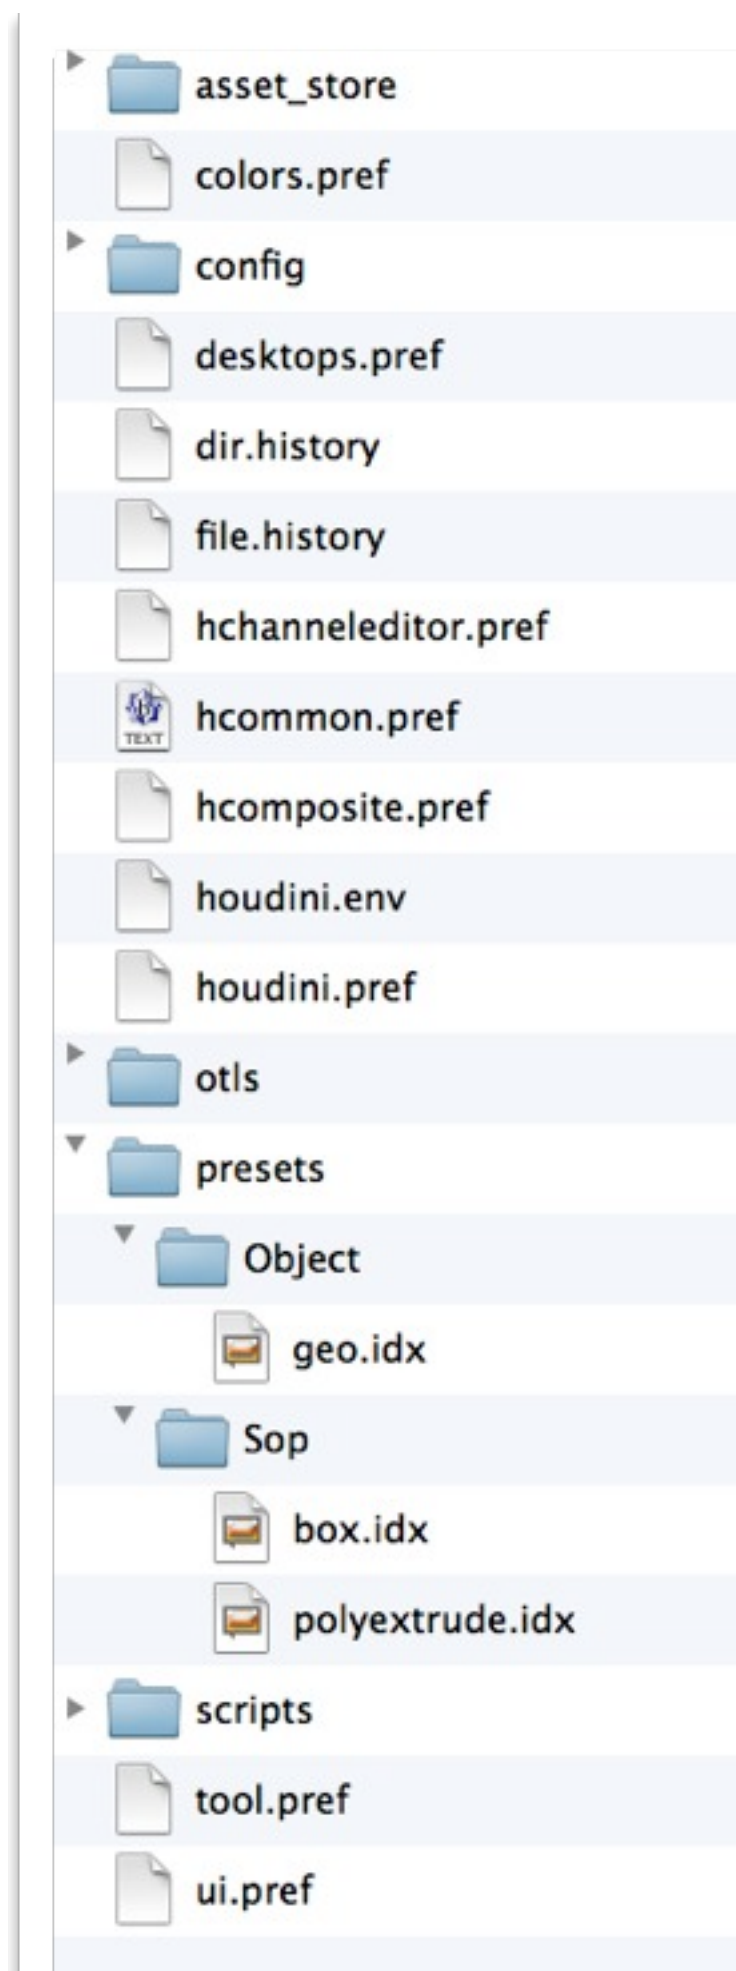 asset_store
colors.pref
config
desktops.pref
dir.history
file.history
hchanneleditor.pref
TEXT
hcommon.pref
hcomposite.pref
houdini.env
houdini.pref
otls
presets
Object
geo.idx
Sop
box.idx
polyextrude.idx
scripts
tool.pref
ui.pref